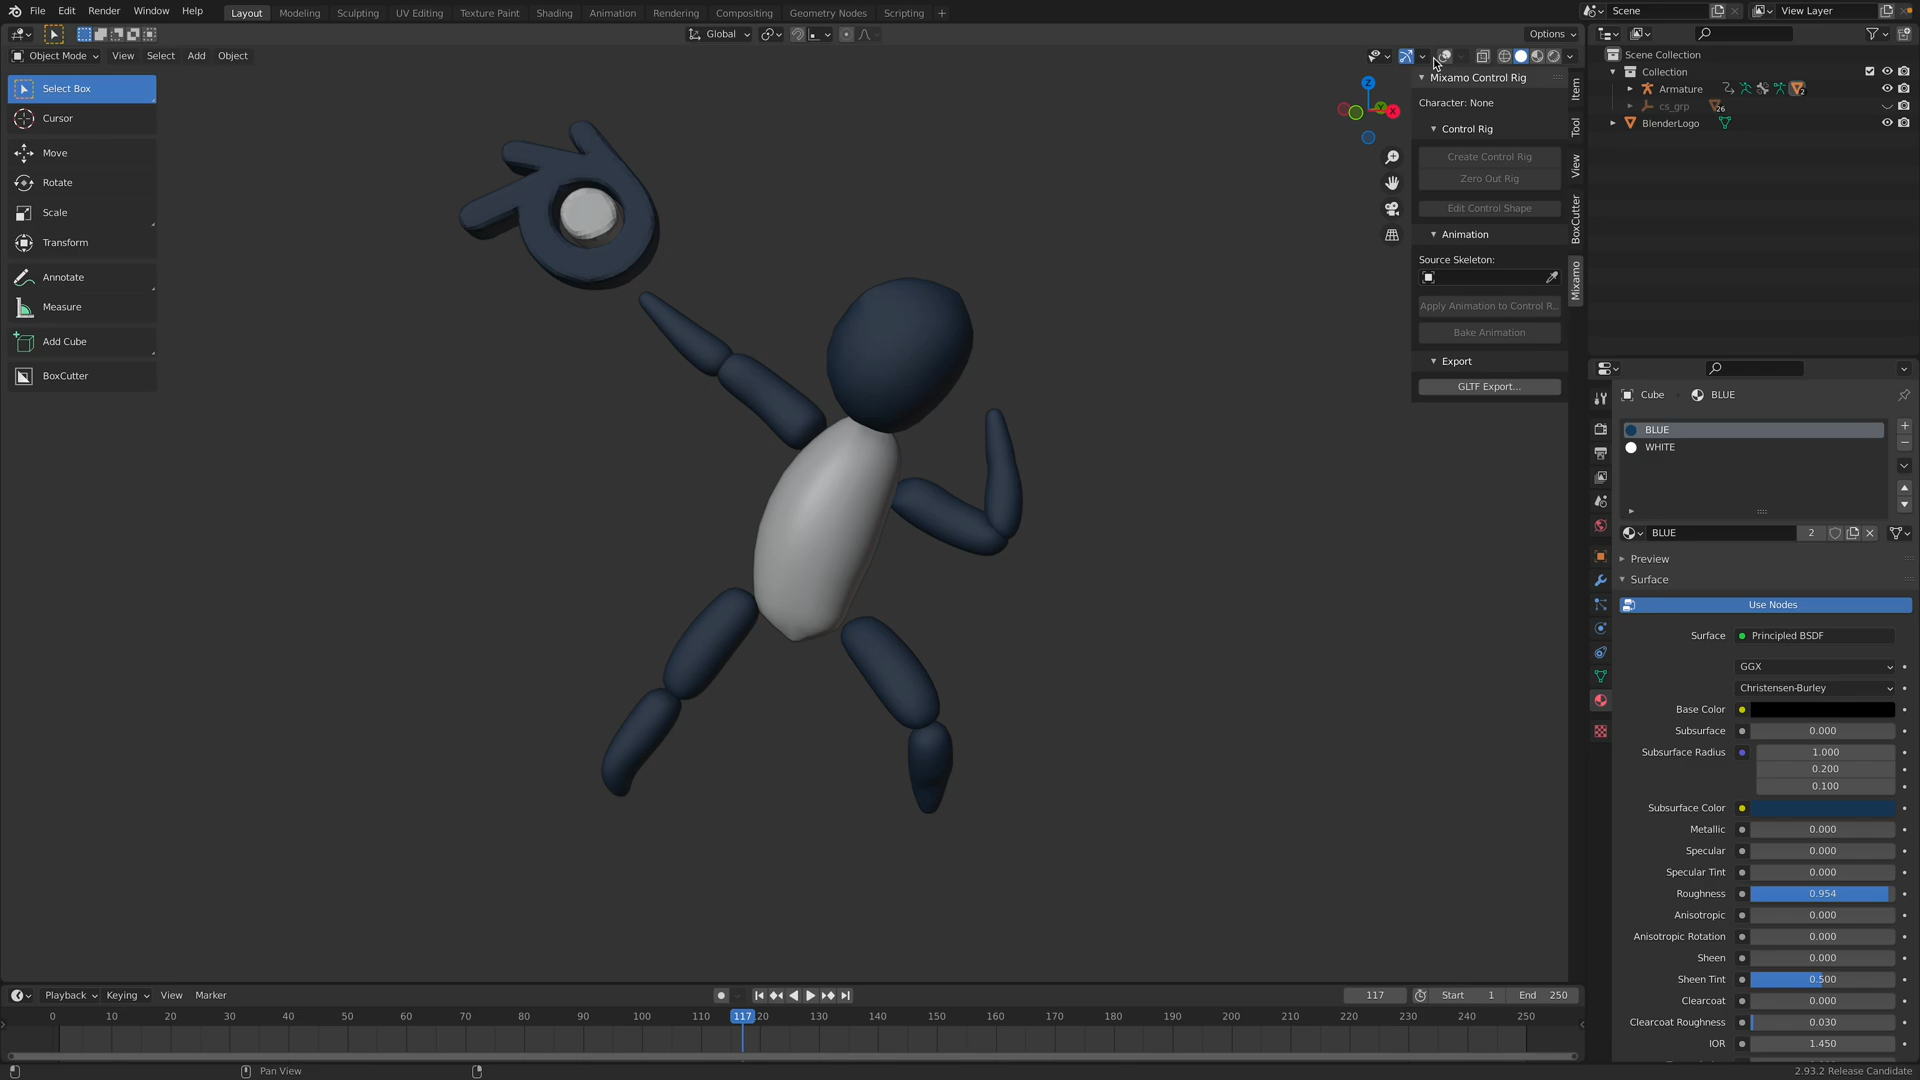 File Edit Render Window Help Layout Modeling Sculpting UV Editing Texture Paint Shading Animation Rendering Compositing Geometry Nodes Scripting + Scene View Layer
Global Options
Object Mode View Select Add Object
Scene Collection
Collection
Armature 2
cs_grp 26
BlenderLogo
Select Box
Cursor
Move
Rotate
Scale
Transform
Annotate
Measure
Add Cube
BoxCutter
Z
Y
X
Mixamo Control Rig
Character: None
Control Rig
Create Control Rig
Zero Out Rig
Edit Control Shape
Animation
Source Skeleton:
Apply Animation to Control R..
Bake Animation
Export
GLTF Export...
Item
Tool
View
BoxCutter
Mixamo
Cube BLUE
BLUE
WHITE
BLUE 2
Preview
Surface
Use Nodes
Surface Principled BSDF
GGX
Christensen-Burley
Base Color
Subsurface 0.000
Subsurface Radius 1.000
0.200
0.100
Subsurface Color
Metallic 0.000
Specular 0.000
Specular Tint 0.000
Roughness 0.954
Anisotropic 0.000
Anisotropic Rotation 0.000
Sheen 0.000
Sheen Tint 0.500
Clearcoat 0.000
Clearcoat Roughness 0.030
IOR 1.450
Playback Keying View Marker 117 Start 1 End 250
0 10 20 30 40 50 60 70 80 90 100 110 117 120 130 140 150 160 170 180 190 200 210 220 230 240 250
Pan View 2.93.2 Release Candidate